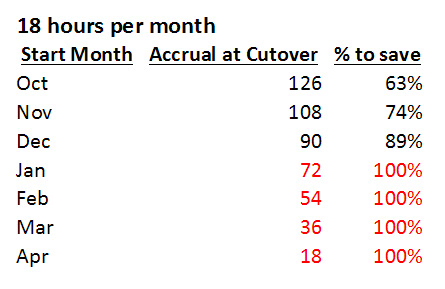 18 hours per month
Start Month Accrual at Cutover % to save
Oct 126 63%
Nov 108 74%
Dec 90 89%
Jan 72 100%
Feb 54 100%
Mar 36 100%
Apr 18 100%